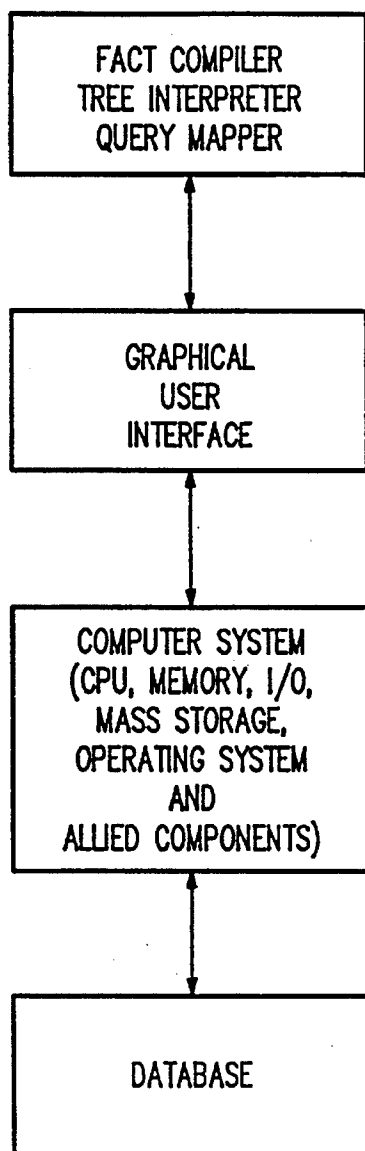 FACT COMPILER
TREE INTERPRETER
QUERY MAPPER
GRAPHICAL
USER
INTERFACE
COMPUTER SYSTEM
(CPU, MEMORY, I/O,
MASS STORAGE,
OPERATING SYSTEM
AND
ALLIED COMPONENTS)
DATABASE